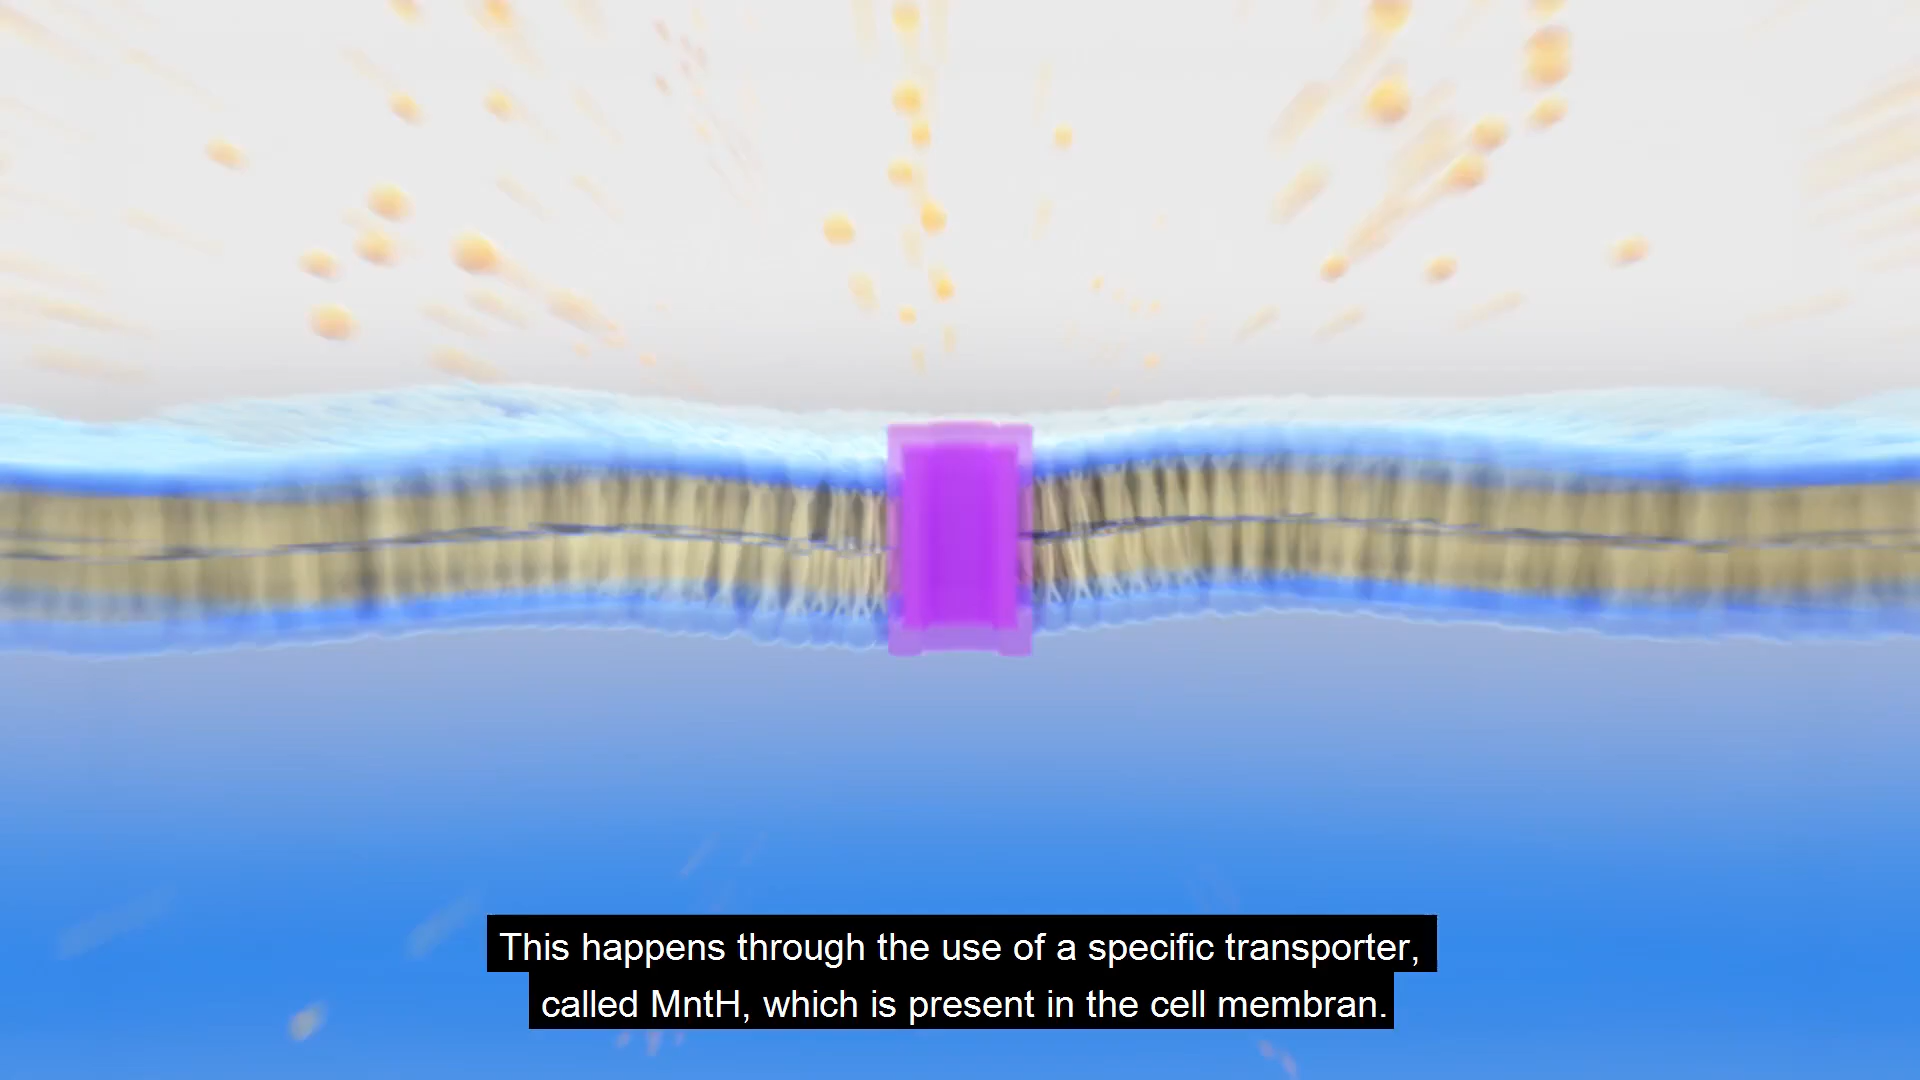 This happens through the use of a specific transporter,
called MntH, which is present in the cell membran.